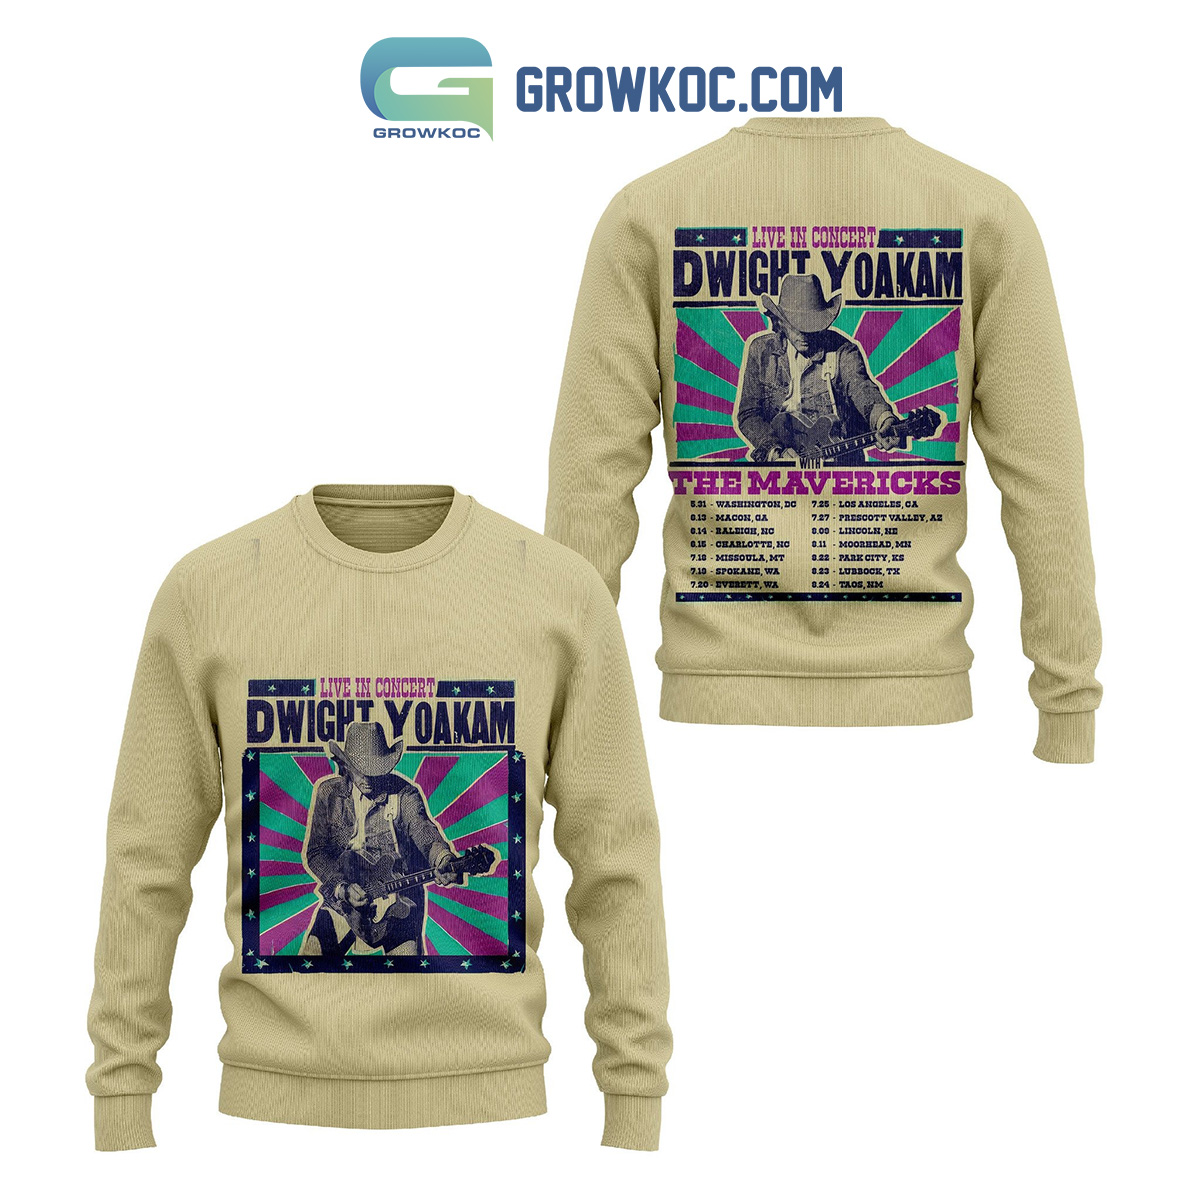 GROWKOC
GROWKOC.COM
LIVE IN CONCERT
DWIGHT YOAKAM
WITH
THE MAVERICKS
5.31 - WASHINGTON, DC
6.13 - MACON, GA
6.14 - RALEIGH, NC
6.15 - CHARLOTTE, NC
7.18 - MISSOULA, MT
7.19 - SPOKANE, WA
7.20 - EVERETT, WA
7.25 - LOS ANGELES, CA
7.27 - PRESCOTT VALLEY, AZ
8.09 - LINCOLN, NE
8.11 - MOORHEAD, MN
8.22 - PARK CITY, KS
8.23 - LUBBOCK, TX
8.24 - TAOS, NM
LIVE IN CONCERT
DWIGHT YOAKAM